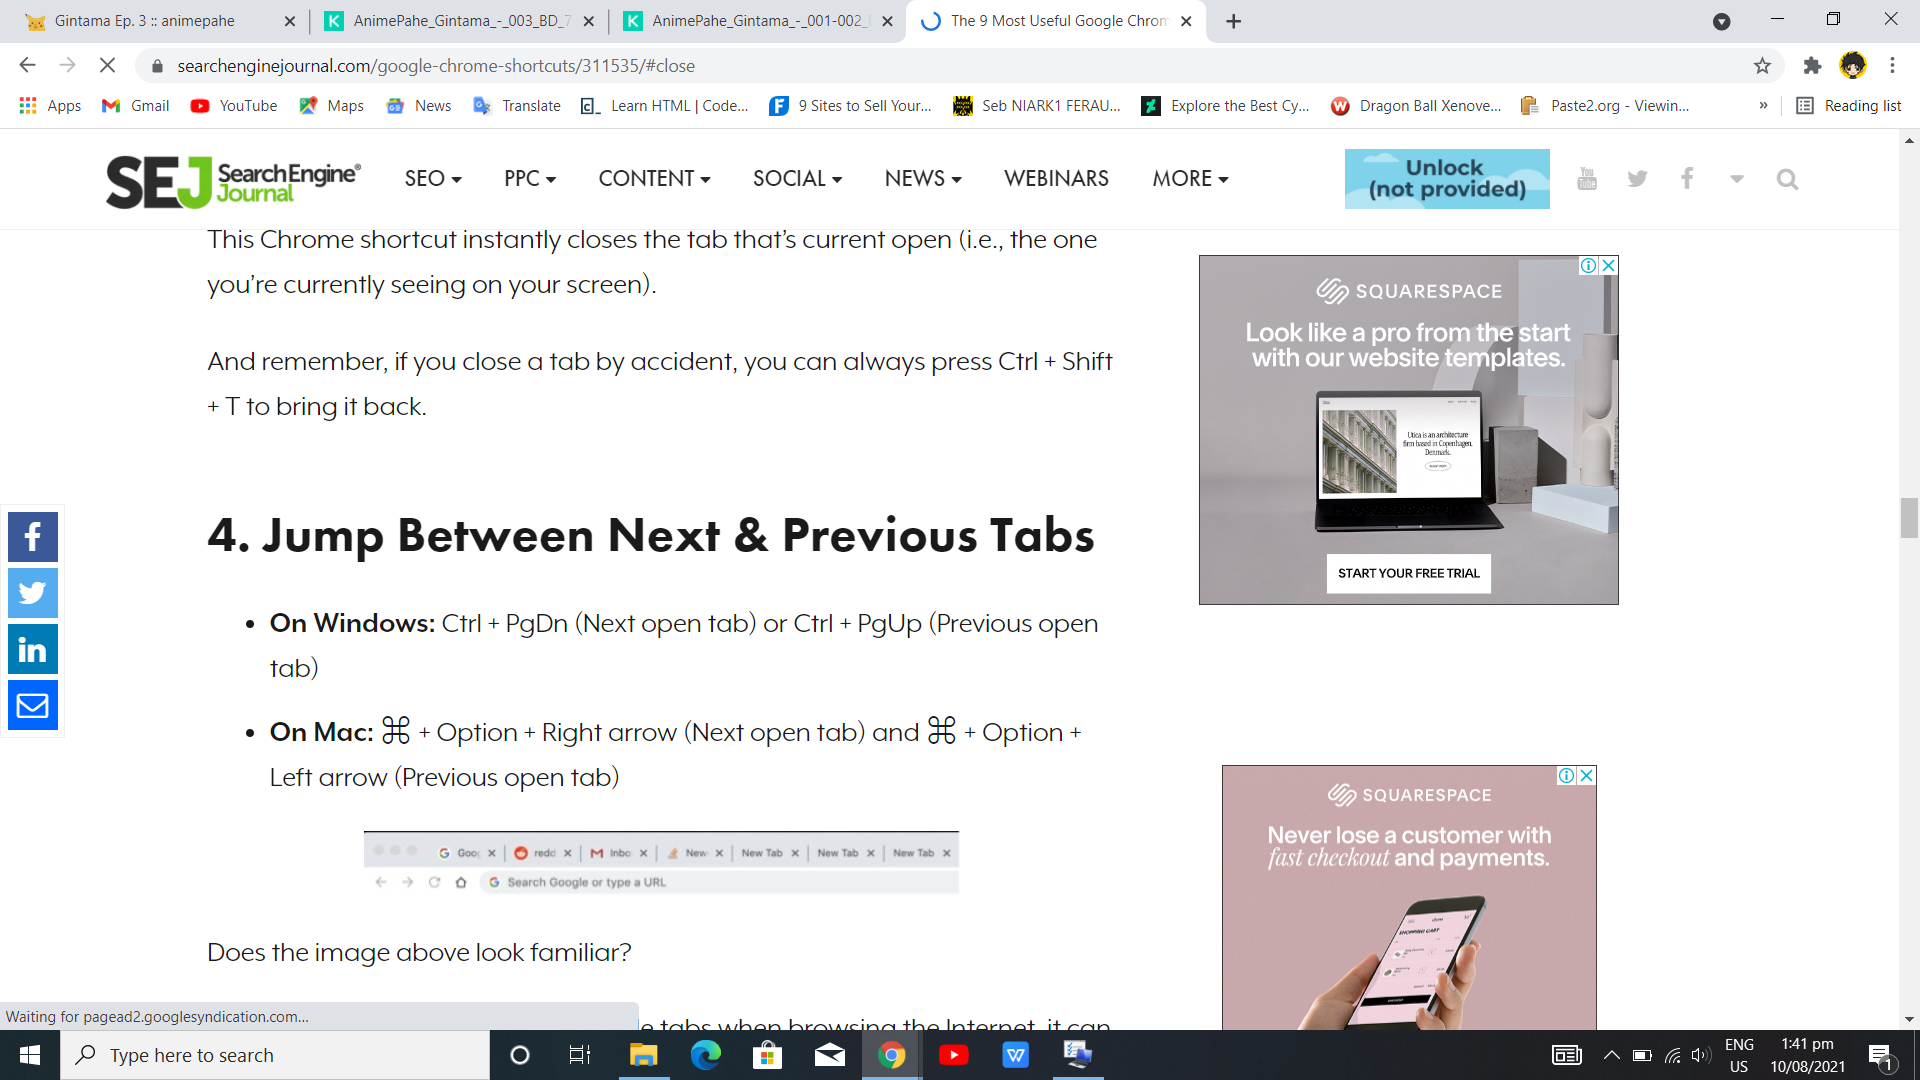 Gintama Ep. 3 :: animepahe
AnimePahe_Gintama_-_003_BD_7
AnimePahe_Gintama_-_001-002_
The 9 Most Useful Google Chrom
searchenginejournal.com/google-chrome-shortcuts/311535/#close
Apps
Gmail
YouTube
Maps
News
Translate
Learn HTML | Code...
9 Sites to Sell Your...
Seb NIARK1 FERAU...
Explore the Best Cy...
Dragon Ball Xenove...
Paste2.org - Viewin...
»
Reading list
SEJ Search Engine® Journal
SEO
PPC
CONTENT
SOCIAL
NEWS
WEBINARS
MORE
Unlock
(not provided)
This Chrome shortcut instantly closes the tab that’s current open (i.e., the one
you’re currently seeing on your screen).
And remember, if you close a tab by accident, you can always press Ctrl + Shift
+ T to bring it back.
4. Jump Between Next & Previous Tabs
• On Windows: Ctrl + PgDn (Next open tab) or Ctrl + PgUp (Previous open
tab)
• On Mac: ⌘ + Option + Right arrow (Next open tab) and ⌘ + Option +
Left arrow (Previous open tab)
Goog
redd
Inbo
New
New Tab
New Tab
New Tab
Search Google or type a URL
Does the image above look familiar?
e tabs when browsing the Internet, it can
SQUARESPACE
Look like a pro from the start
with our website templates.
Utica is an architecture
firm based in Copenhagen,
Denmark.
START YOUR FREE TRIAL
SQUARESPACE
Never lose a customer with
fast checkout and payments.
SHOPPING CART
Waiting for pagead2.googlesyndication.com...
Type here to search
ENG
US
1:41 pm
10/08/2021
1